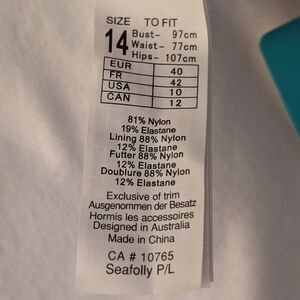 SIZE TO FIT
14 Bust- 97cm
Waist- 77cm
Hips- 107cm
EUR 40
FR 42
USA 10
CAN 12
81% Nylon
19% Elastane
Lining 88% Nylon
12% Elastane
Futter 88% Nylon
12% Elastane
Doublure 88% Nylon
12% Elastane
Exclusive of trim
Ausgenommen der Besatz
Hormis les accessoires
Designed in Australia
Made in China
CA # 10765
Seafolly P/L